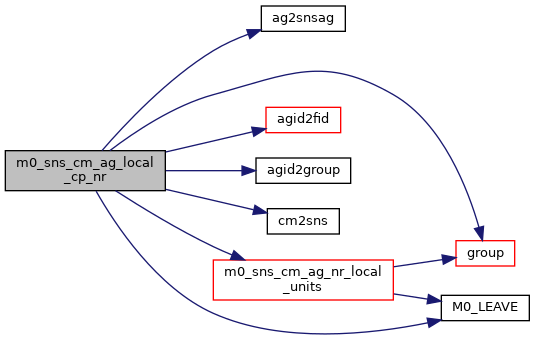 ag2snsag
agid2fid
m0_sns_cm_ag_local
_cp_nr
agid2group
cm2sns
group
m0_sns_cm_ag_nr_local
_units
M0_LEAVE